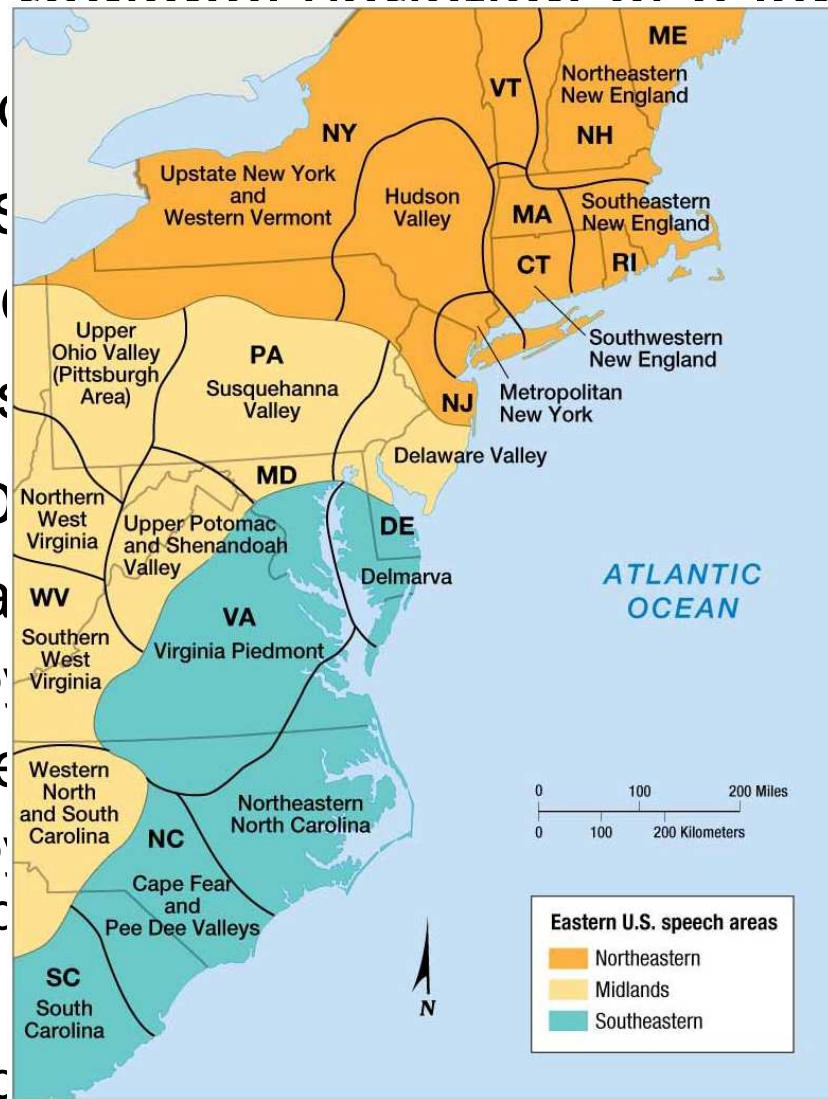 ME
Northeastern
New England
VT
NH
NY
Upstate New York
and
Western Vermont
Hudson
Valley
MA
Southeastern
New England
CT
RI
Southwestern
New England
Metropolitan
New York
Upper
Ohio Valley
(Pittsburgh
Area)
PA
Susquehanna
Valley
NJ
Delaware Valley
MD
Northern
West
Virginia
Upper Potomac
and Shenandoah
Valley
DE
Delmarva
ATLANTIC
OCEAN
WV
Southern
West
Virginia
VA
Virginia Piedmont
Western
North
and South
Carolina
Northeastern
North Carolina
NC
Cape Fear
and
Pee Dee Valleys
SC
South
Carolina
0 100 200 Miles
0 100 200 Kilometers
N
Eastern U.S. speech areas
Northeastern
Midlands
Southeastern